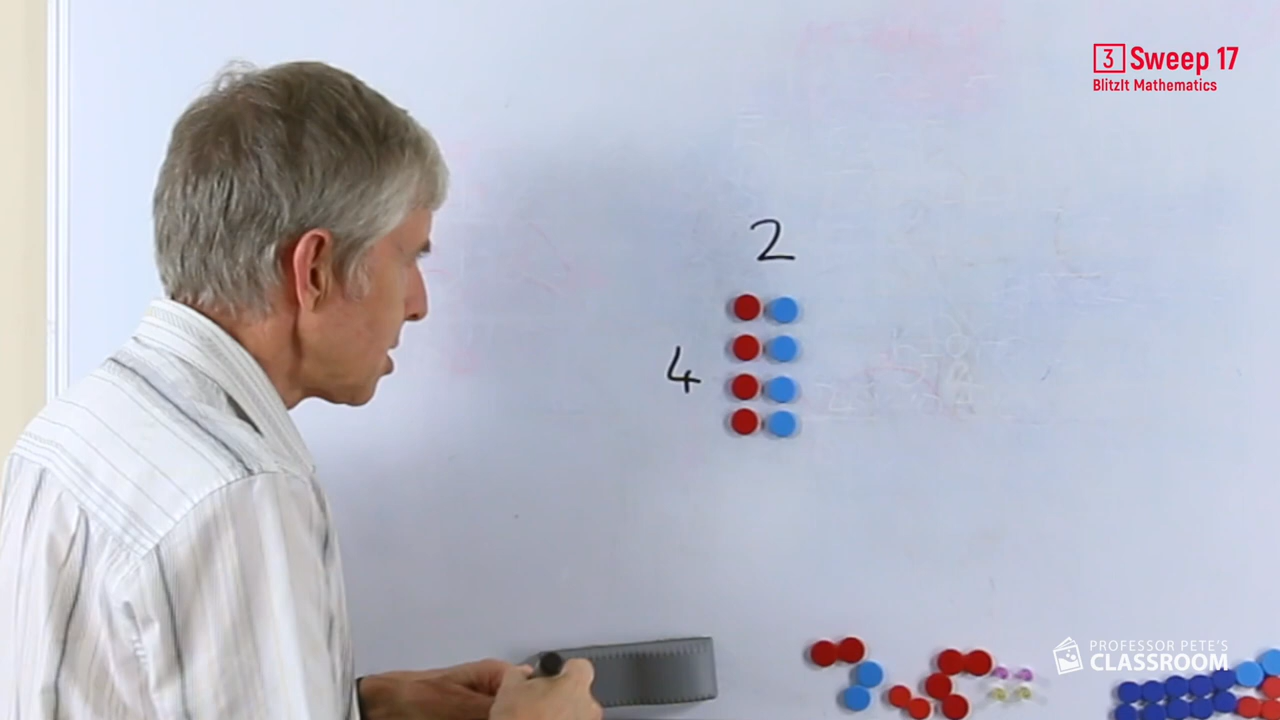 3 Sweep 17
BlitzIt Mathematics
2
4
PROFESSOR PETE'S
CLASSROOM